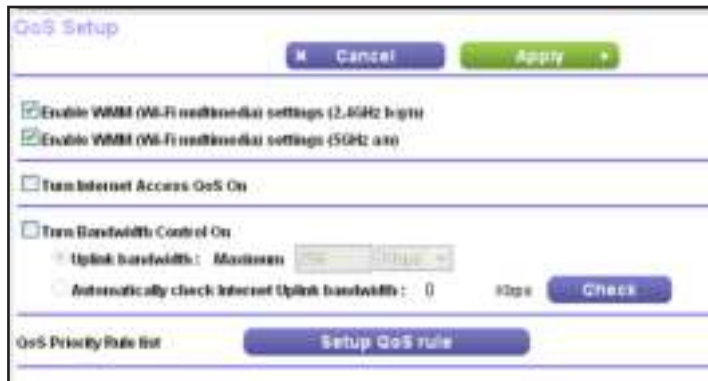 QoS Setup
Cancel Apply
Enable WMM (Wi-Fi multimedia) settings (2.4GHz b/g/n)
Enable WMM (Wi-Fi multimedia) settings (5GHz a/n)
Turn Internet Access QoS On
Turn Bandwidth Control On
Uplink bandwidth : Maximum Kbps
Automatically check Internet Uplink bandwidth : 0 Kbps Check
QoS Priority Rule list Setup QoS rule